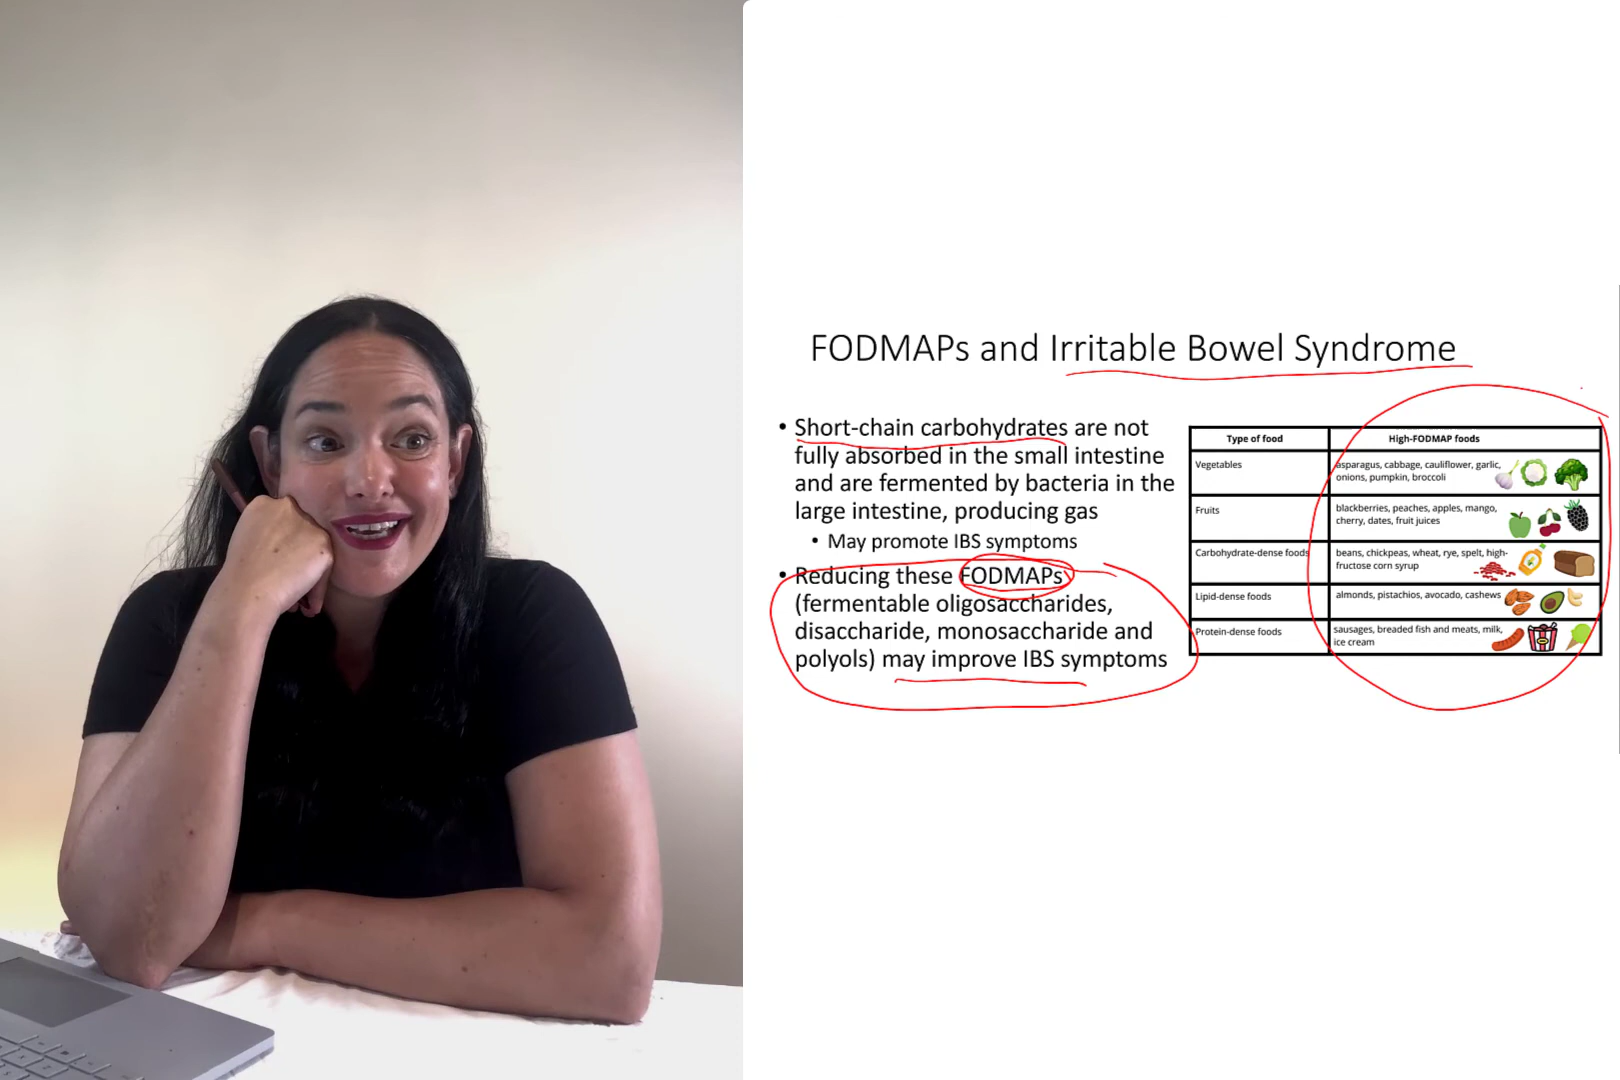 FODMAPs and Irritable Bowel Syndrome
• Short-chain carbohydrates are not
fully absorbed in the small intestine
and are fermented by bacteria in the
large intestine, producing gas
• May promote IBS symptoms
• Reducing these FODMAPs
(fermentable oligosaccharides,
disaccharide, monosaccharide and
polyols) may improve IBS symptoms
Type of food
High-FODMAP foods
Vegetables
asparagus, cabbage, cauliflower, garlic,
onions, pumpkin, broccoli
Fruits
blackberries, peaches, apples, mango,
cherry, dates, fruit juices
Carbohydrate-dense foods
beans, chickpeas, wheat, rye, spelt, high-
fructose corn syrup
Lipid-dense foods
almonds, pistachios, avocado, cashews
Protein-dense foods
sausages, breaded fish and meats, milk,
ice cream